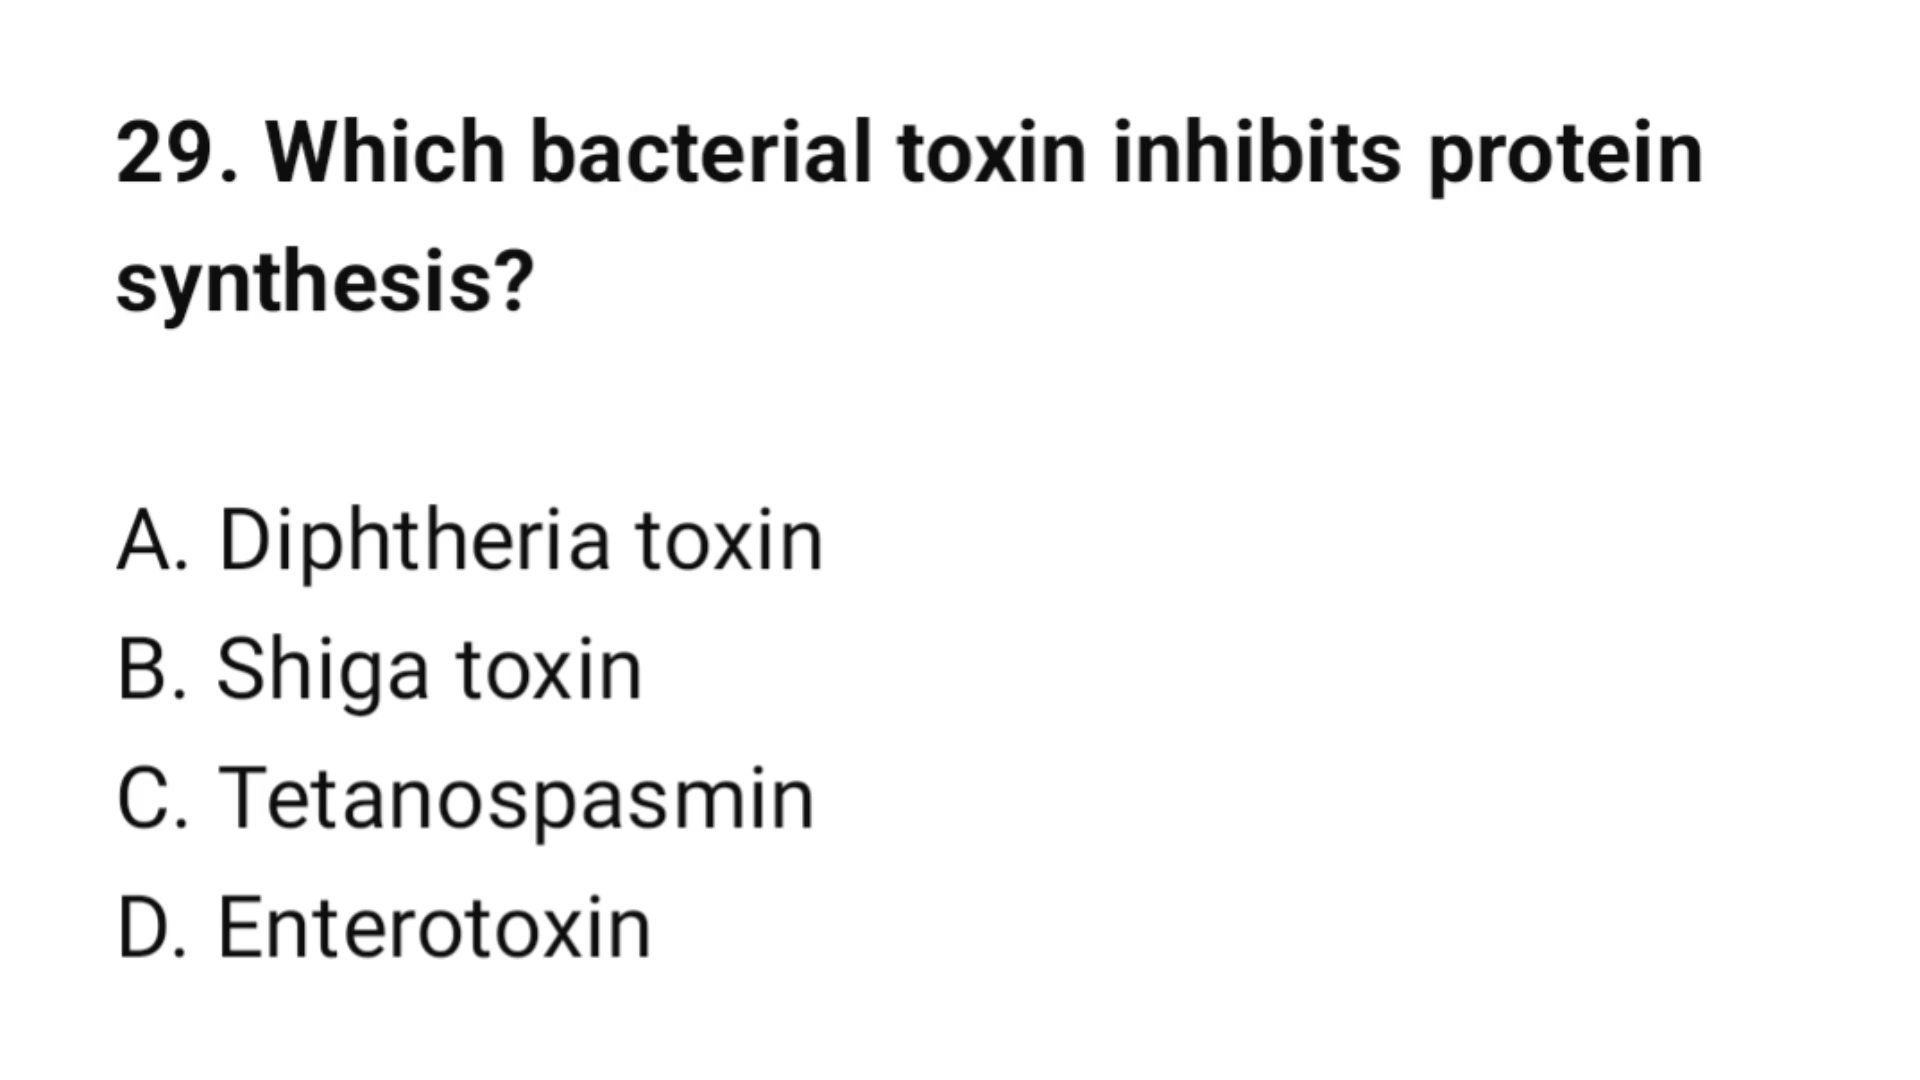 29. Which bacterial toxin inhibits protein
synthesis?
A. Diphtheria toxin
B. Shiga toxin
C. Tetanospasmin
D. Enterotoxin